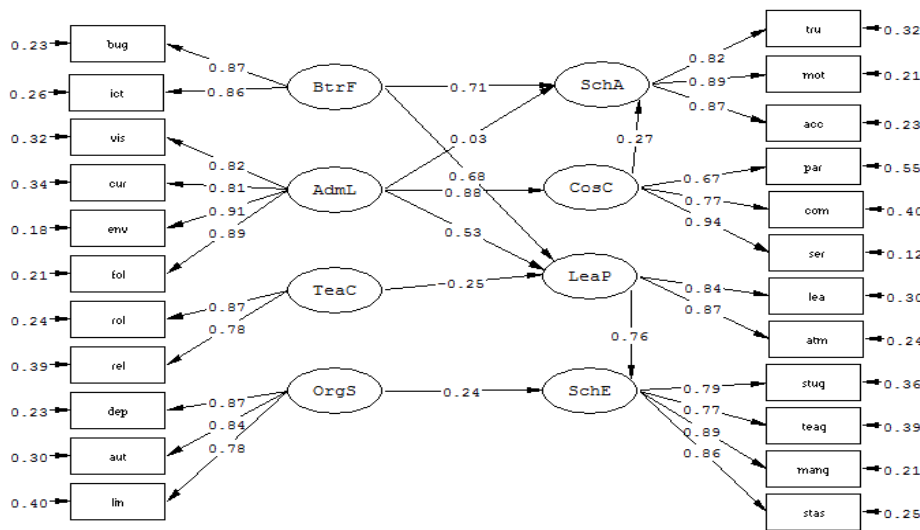 0.23 bug 0.87
0.26 ict 0.86
BtrF
0.71
0.68
0.32 vis 0.82
0.34 cur 0.81
0.18 env 0.91
0.21 fol 0.89
AdmL
0.03
0.88
0.53
0.24 rol 0.87
0.39 rel 0.78
TeaC
0.25
0.23 dep 0.87
0.30 aut 0.84
0.40 lin 0.78
OrgS
0.24
SchA
0.82 tru 0.32
0.89 mot 0.21
0.87 acc 0.23
0.27
CosC
0.67 par 0.55
0.77 com 0.40
0.94 ser 0.12
LeaP
0.84 lea 0.30
0.87 atm 0.24
0.76
SchE
0.79 stuq 0.36
0.77 teaq 0.39
0.89 manq 0.21
0.86 stas 0.25